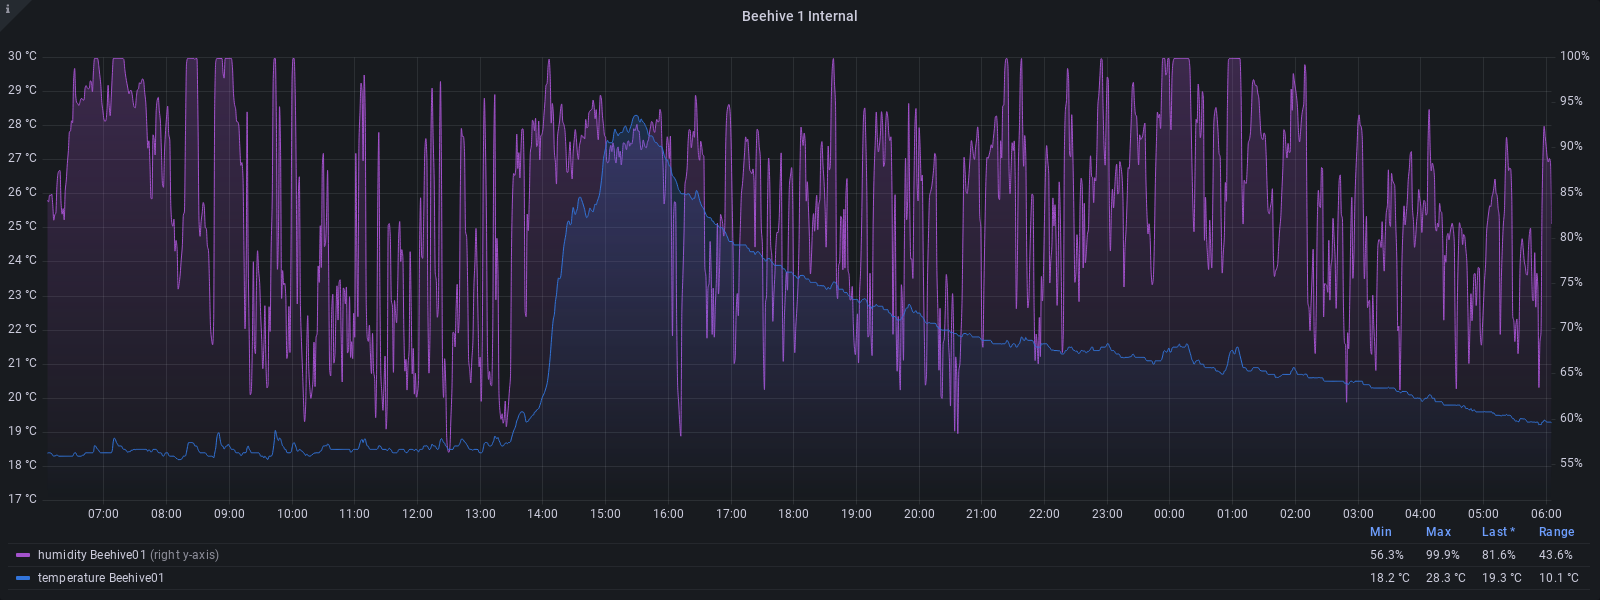 i
Beehive 1 Internal
30 °C 100%
29 °C 95%
28 °C 90%
27 °C 85%
26 °C 80%
25 °C 75%
24 °C 70%
23 °C 65%
22 °C 60%
21 °C 55%
20 °C
19 °C
18 °C
17 °C
07:00 08:00 09:00 10:00 11:00 12:00 13:00 14:00 15:00 16:00 17:00 18:00 19:00 20:00 21:00 22:00 23:00 00:00 01:00 02:00 03:00 04:00 05:00 06:00
Min Max Last * Range
humidity Beehive01 (right y-axis) 56.3% 99.9% 81.6% 43.6%
temperature Beehive01 18.2 °C 28.3 °C 19.3 °C 10.1 °C